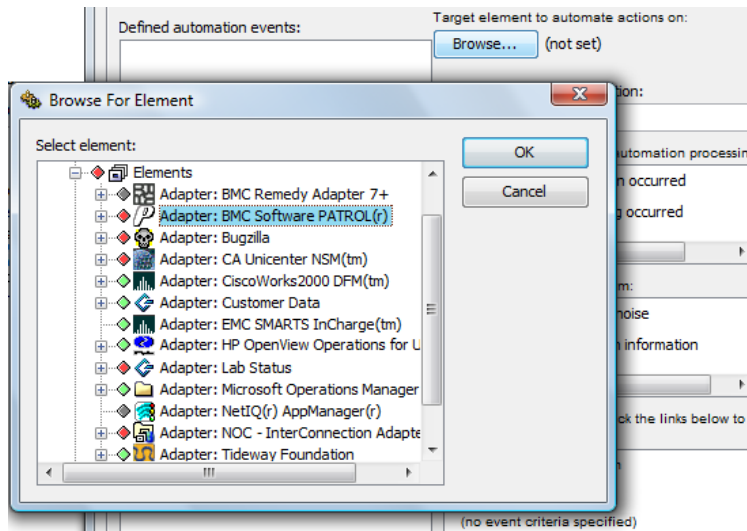 Defined automation events:
Target element to automate actions on:
Browse...
(not set)
Browse For Element
Select element:
Elements
Adapter: BMC Remedy Adapter 7+
Adapter: BMC Software PATROL(r)
Adapter: Bugzilla
Adapter: CA Unicenter NSM(tm)
Adapter: CiscoWorks2000 DFM(tm)
Adapter: Customer Data
Adapter: EMC SMARTS InCharge(tm)
Adapter: HP OpenView Operations for U
Adapter: Lab Status
Adapter: Microsoft Operations Manager
Adapter: NetIQ(r) AppManager(r)
Adapter: NOC - InterConnection Adapte
Adapter: Tideway Foundation
OK
Cancel
tion:
automation processin
n occurred
g occurred
m:
noise
n information
ck the links below to
(no event criteria specified)